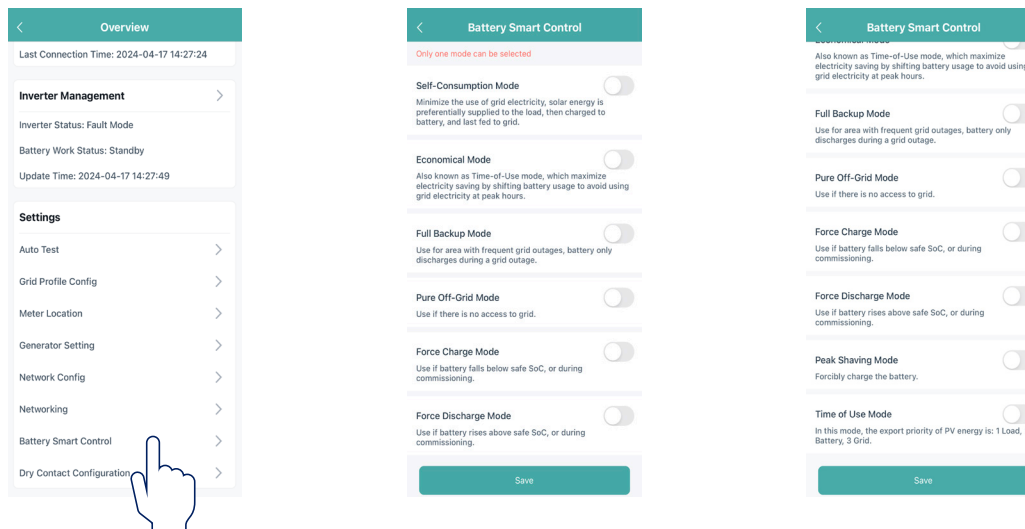 Overview
Last Connection Time: 2024-04-17 14:27:24
Inverter Management
Inverter Status: Fault Mode
Battery Work Status: Standby
Update Time: 2024-04-17 14:27:49
Settings
Auto Test
Grid Profile Config
Meter Location
Generator Setting
Network Config
Networking
Battery Smart Control
Dry Contact Configuration
Battery Smart Control
Only one mode can be selected
Self-Consumption Mode
Minimize the use of grid electricity, solar energy is
preferentially supplied to the load, then charged to
battery, and last fed to grid.
Economical Mode
Also known as Time-of-Use mode, which maximize
electricity saving by shifting battery usage to avoid using
grid electricity at peak hours.
Full Backup Mode
Use for area with frequent grid outages, battery only
discharges during a grid outage.
Pure Off-Grid Mode
Use if there is no access to grid.
Force Charge Mode
Use if battery falls below safe SoC, or during
commissioning.
Force Discharge Mode
Use if battery rises above safe SoC, or during
commissioning.
Save
Battery Smart Control
Also known as Time-of-Use mode, which maximize
electricity saving by shifting battery usage to avoid using
grid electricity at peak hours.
Full Backup Mode
Use for area with frequent grid outages, battery only
discharges during a grid outage.
Pure Off-Grid Mode
Use if there is no access to grid.
Force Charge Mode
Use if battery falls below safe SoC, or during
commissioning.
Force Discharge Mode
Use if battery rises above safe SoC, or during
commissioning.
Peak Shaving Mode
Forcibly charge the battery.
Time of Use Mode
In this mode, the export priority of PV energy is: 1 Load,
Battery, 3 Grid.
Save